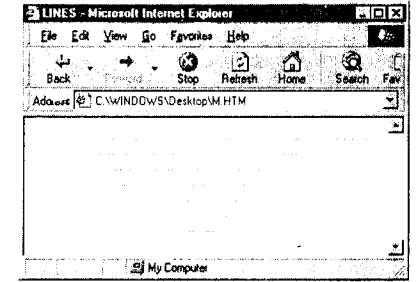 LINES - Microsoft Internet Explorer
File Edit View Go Favorites Help
Back Forward Stop Refresh Home Search Fav
Address C:\WINDOWS\Desktop\M.HTM
My Computer